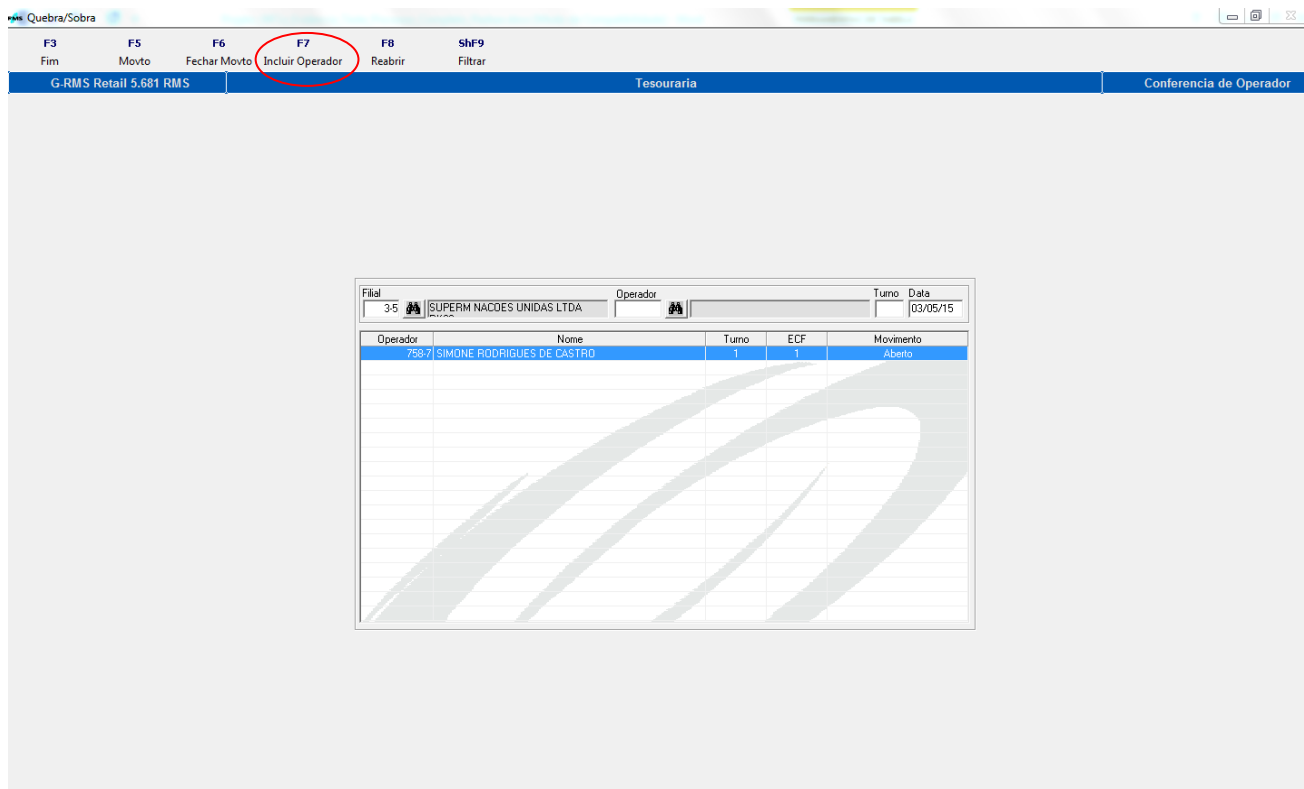 RMS Quebra/Sobra
F3 F5 F6 F7 F8 ShF9
Fim Movto Fechar Movto Incluir Operador Reabrir Filtrar
G-RMS Retail 5.681 RMS Tesouraria Conferencia de Operador
Filial Operador Turno Data
3-5 SUPERM NACOES UNIDAS LTDA 03/05/15
Operador Nome Turno ECF Movimento
758-7 SIMONE RODRIGUES DE CASTRO 1 1 Aberto